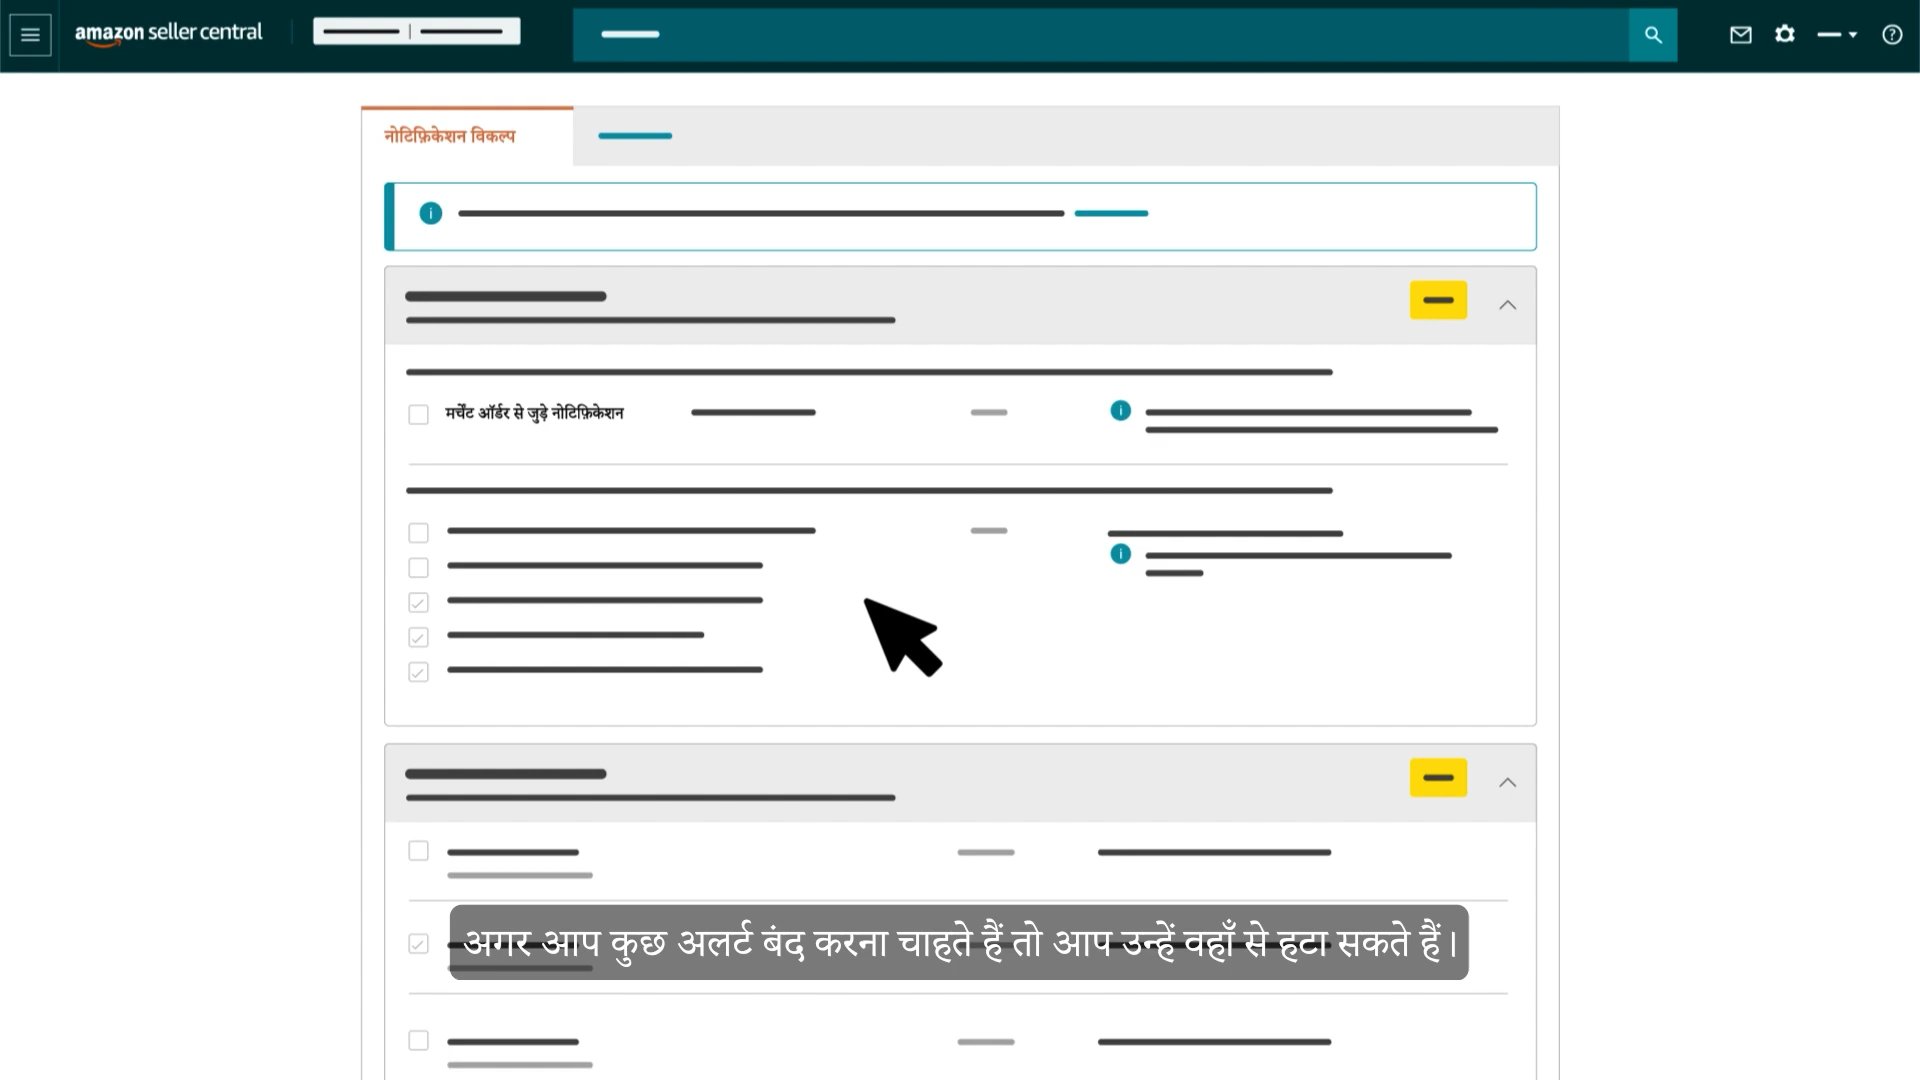 amazon seller central
नोटिफ़िकेशन विकल्प
मर्चेंट ऑर्डर से जुड़े नोटिफ़िकेशन
अगर आप कुछ अलर्ट बंद करना चाहते हैं तो आप उन्हें वहाँ से हटा सकते हैं।